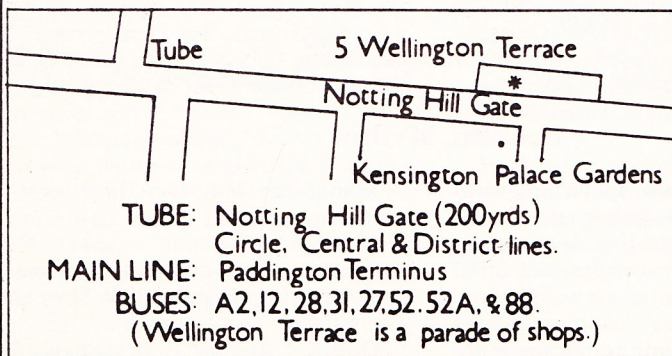 Tube
5 Wellington Terrace
*
Notting Hill Gate
Kensington Palace Gardens
TUBE: Notting Hill Gate (200yrds)
Circle, Central & District lines.
MAIN LINE: Paddington Terminus
BUSES: A2, 12, 28, 31, 27, 52. 52A, & 88.
(Wellington Terrace is a parade of shops.)